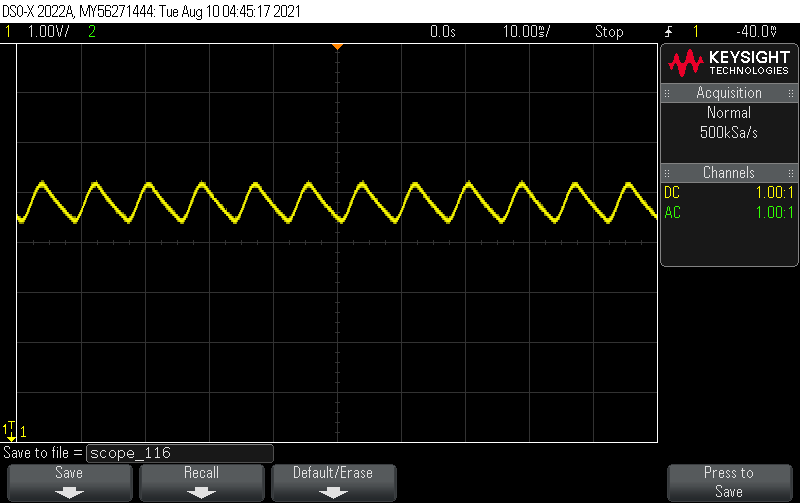 DSO-X 2022A, MY56271444: Tue Aug 10 04:45:17 2021
1 1.00V/ 2 0.0s 10.00ms/ Stop 1 -40.0V
KEYSIGHT
TECHNOLOGIES
Acquisition
Normal
500kSa/s
Channels
DC 1.00:1
AC 1.00:1
1 T 1
Save to file = scope_116
Save Recall Default/Erase Press to
Save